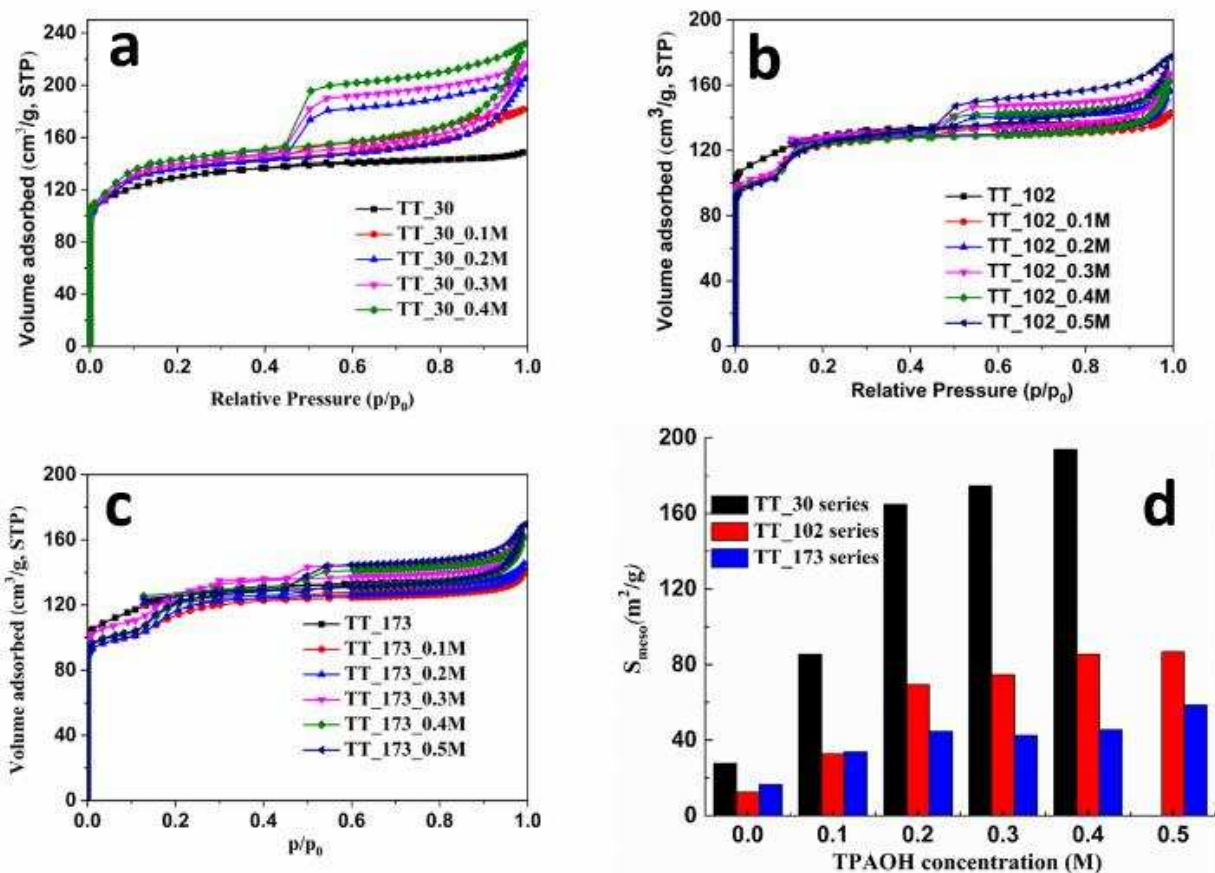 a
Volume adsorbed (cm³/g, STP)
240
200
160
120
80
40
0
TT_30
TT_30_0.1M
TT_30_0.2M
TT_30_0.3M
TT_30_0.4M
0.0 0.2 0.4 0.6 0.8 1.0
Relative Pressure (p/p₀)
b
Volume adsorbed (cm³/g, STP)
200
160
120
80
40
0
TT_102
TT_102_0.1M
TT_102_0.2M
TT_102_0.3M
TT_102_0.4M
TT_102_0.5M
0.0 0.2 0.4 0.6 0.8 1.0
Relative Pressure (p/p₀)
c
Volume adsorbed (cm³/g, STP)
200
160
120
80
40
0
TT_173
TT_173_0.1M
TT_173_0.2M
TT_173_0.3M
TT_173_0.4M
TT_173_0.5M
0.0 0.2 0.4 0.6 0.8 1.0
p/p₀
d
S_meso(m²/g)
200
160
120
80
40
0
TT_30 series
TT_102 series
TT_173 series
0.0 0.1 0.2 0.3 0.4 0.5
TPAOH concentration (M)